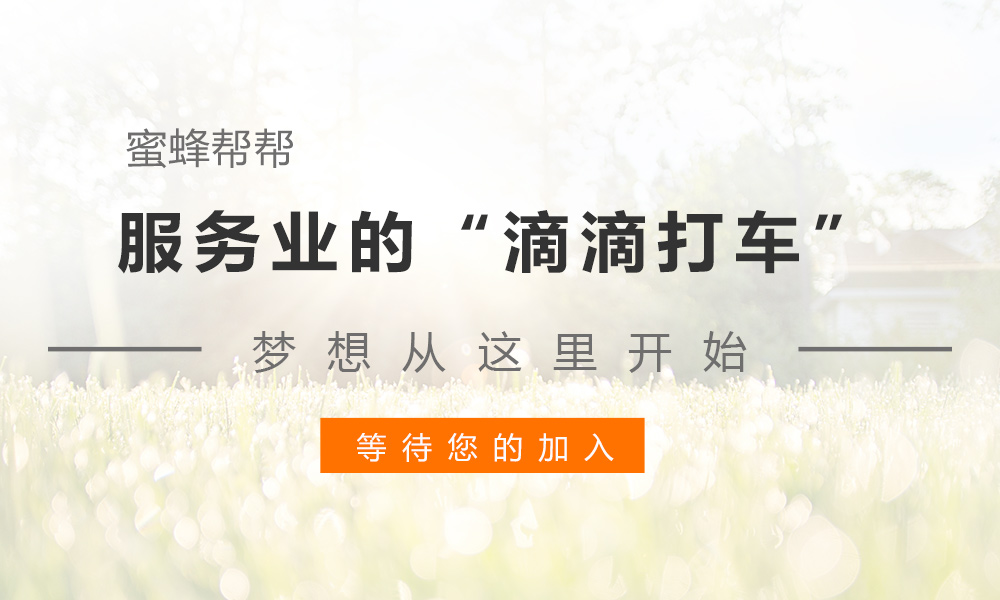 蜜蜂帮帮
服务业的“滴滴打车”
梦想从这里开始
等待您的加入